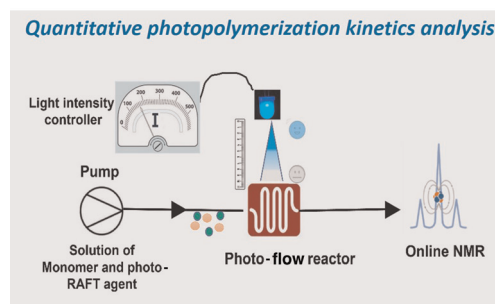 Quantitative photopolymerization kinetics analysis
Light intensity
controller
0
100
200
300
400
500
I
Pump
Solution of
Monomer and photo-
RAFT agent
Photo-flow reactor
Online NMR